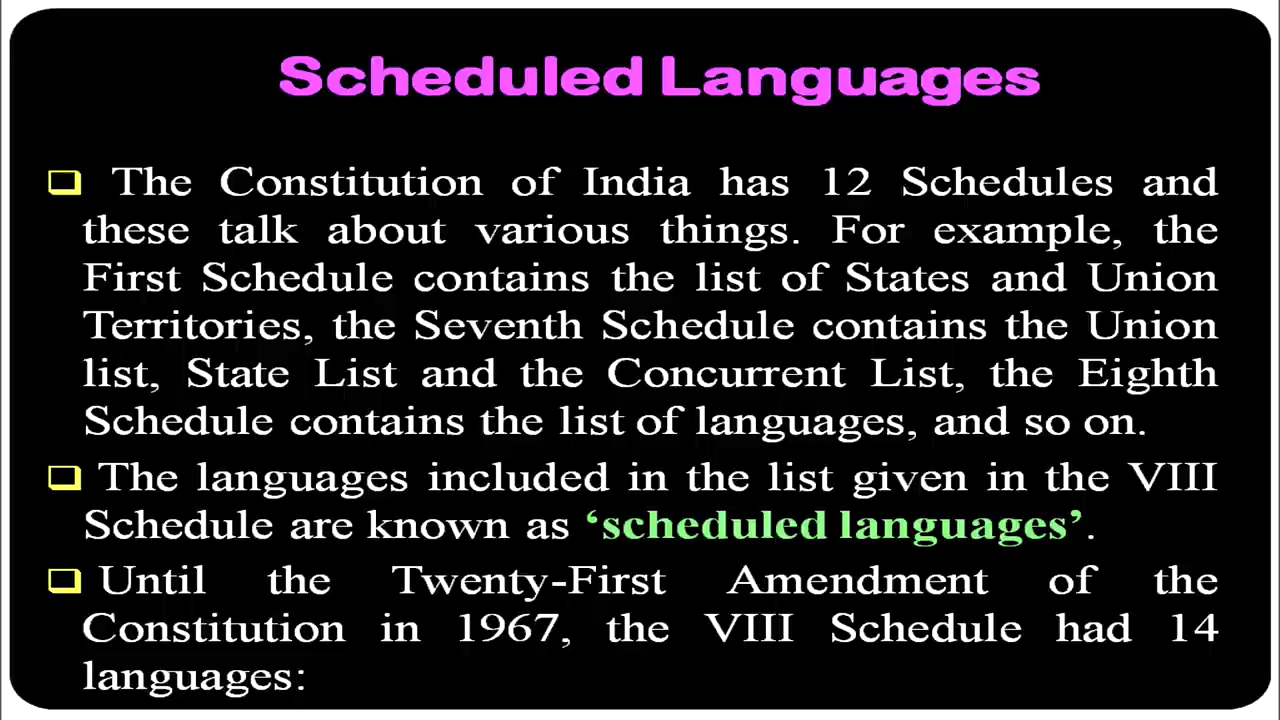 Scheduled Languages
The Constitution of India has 12 Schedules and
these talk about various things. For example, the
First Schedule contains the list of States and Union
Territories, the Seventh Schedule contains the Union
list, State List and the Concurrent List, the Eighth
Schedule contains the list of languages, and so on.
The languages included in the list given in the VIII
Schedule are known as ‘scheduled languages’.
Until the Twenty-First Amendment of the
Constitution in 1967, the VIII Schedule had 14
languages: